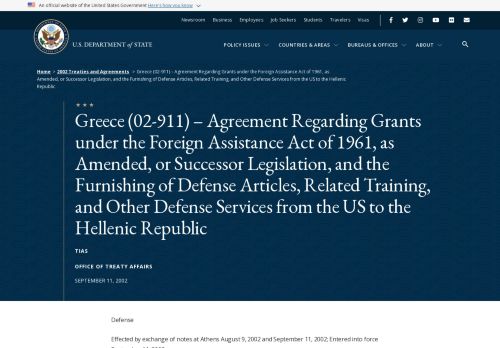 An official website of the United States Government Here's how you know
Newsroom Business Employers Job Seekers Students Travelers Visas
U.S. DEPARTMENT of STATE
POLICY ISSUES COUNTRIES & AREAS BUREAUS & OFFICES ABOUT
Home > 2002 Treaties and Agreements > Greece (02-911) – Agreement Regarding Grants under the Foreign Assistance Act of 1961, as
Amended, or Successor Legislation, and the Furnishing of Defense Articles, Related Training, and Other Defense Services from the US to the Hellenic
Republic
Greece (02-911) – Agreement Regarding Grants
under the Foreign Assistance Act of 1961, as
Amended, or Successor Legislation, and the
Furnishing of Defense Articles, Related Training,
and Other Defense Services from the US to the
Hellenic Republic
TIAS
OFFICE OF TREATY AFFAIRS
SEPTEMBER 11, 2002
Defense
Effected by exchange of notes at Athens August 9, 2002 and September 11, 2002; Entered into force